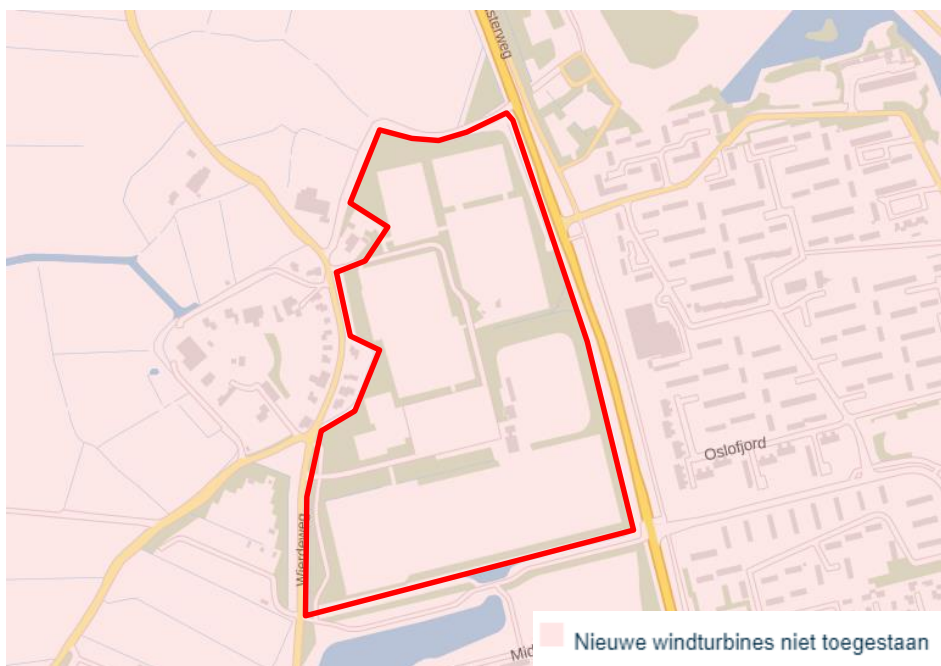 sterweg
Oslofjord
Wierdeweg
Mid
Nieuwe windturbines niet toegestaan